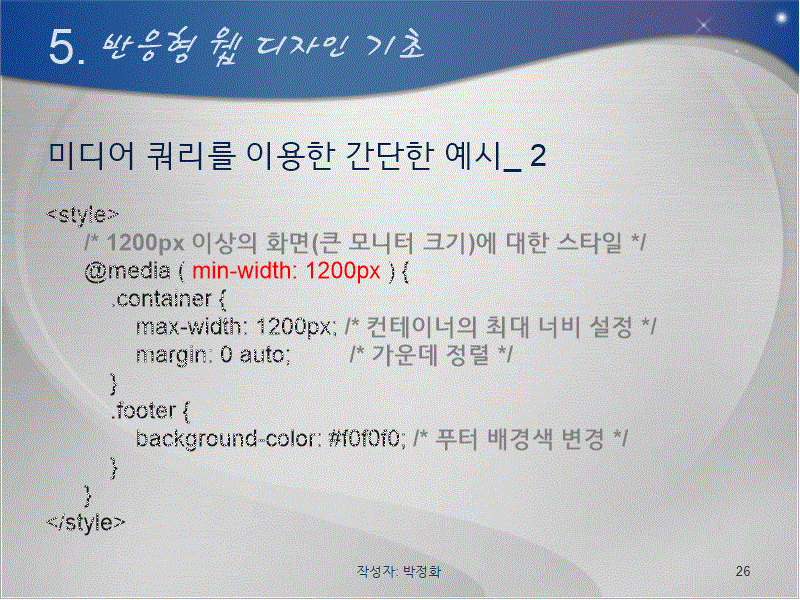 5. 반응형 웹 디자인 기초
미디어 쿼리를 이용한 간단한 예시_ 2
<style>
/* 1200px 이상의 화면(큰 모니터 크기)에 대한 스타일 */
@media ( min-width: 1200px ) {
.container {
max-width: 1200px; /* 컨테이너의 최대 너비 설정 */
margin: 0 auto; /* 가운데 정렬 */
}
.footer {
background-color: #f0f0f0; /* 푸터 배경색 변경 */
}
}
</style>
작성자: 박정화
26